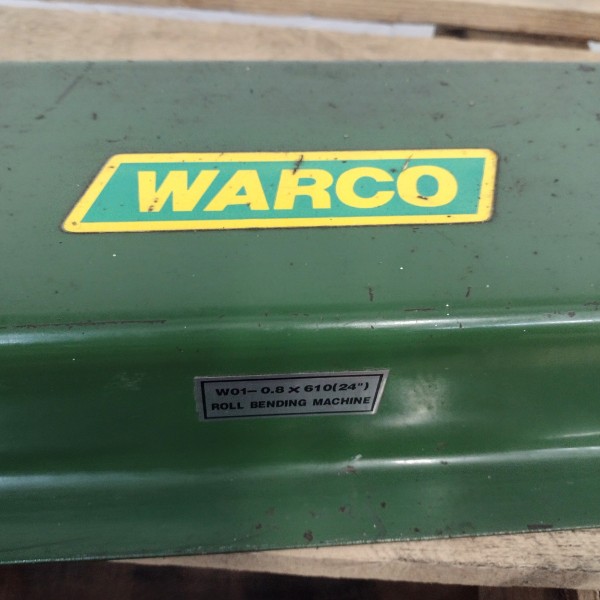 WARCO
W01-0.8 x 610(24")
ROLL BENDING MACHINE